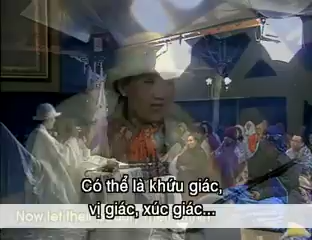 Có thể là khứu giác,
vị giác, xúc giác...
Now let the